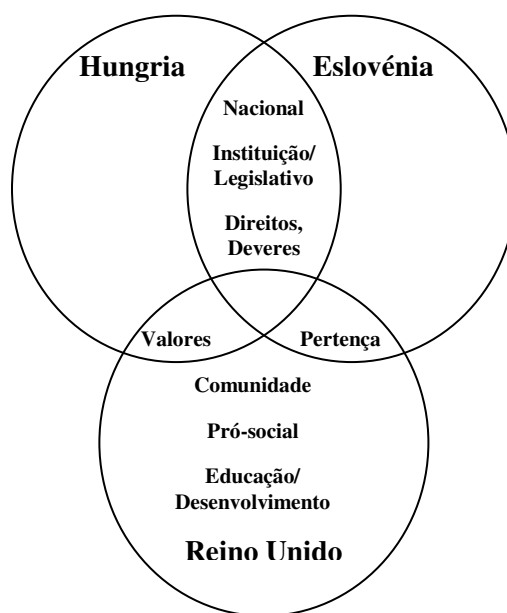 Hungria
Eslovénia
Nacional
Instituição/
Legislativo
Direitos,
Deveres
Valores
Pertença
Comunidade
Pró-social
Educação/
Desenvolvimento
Reino Unido